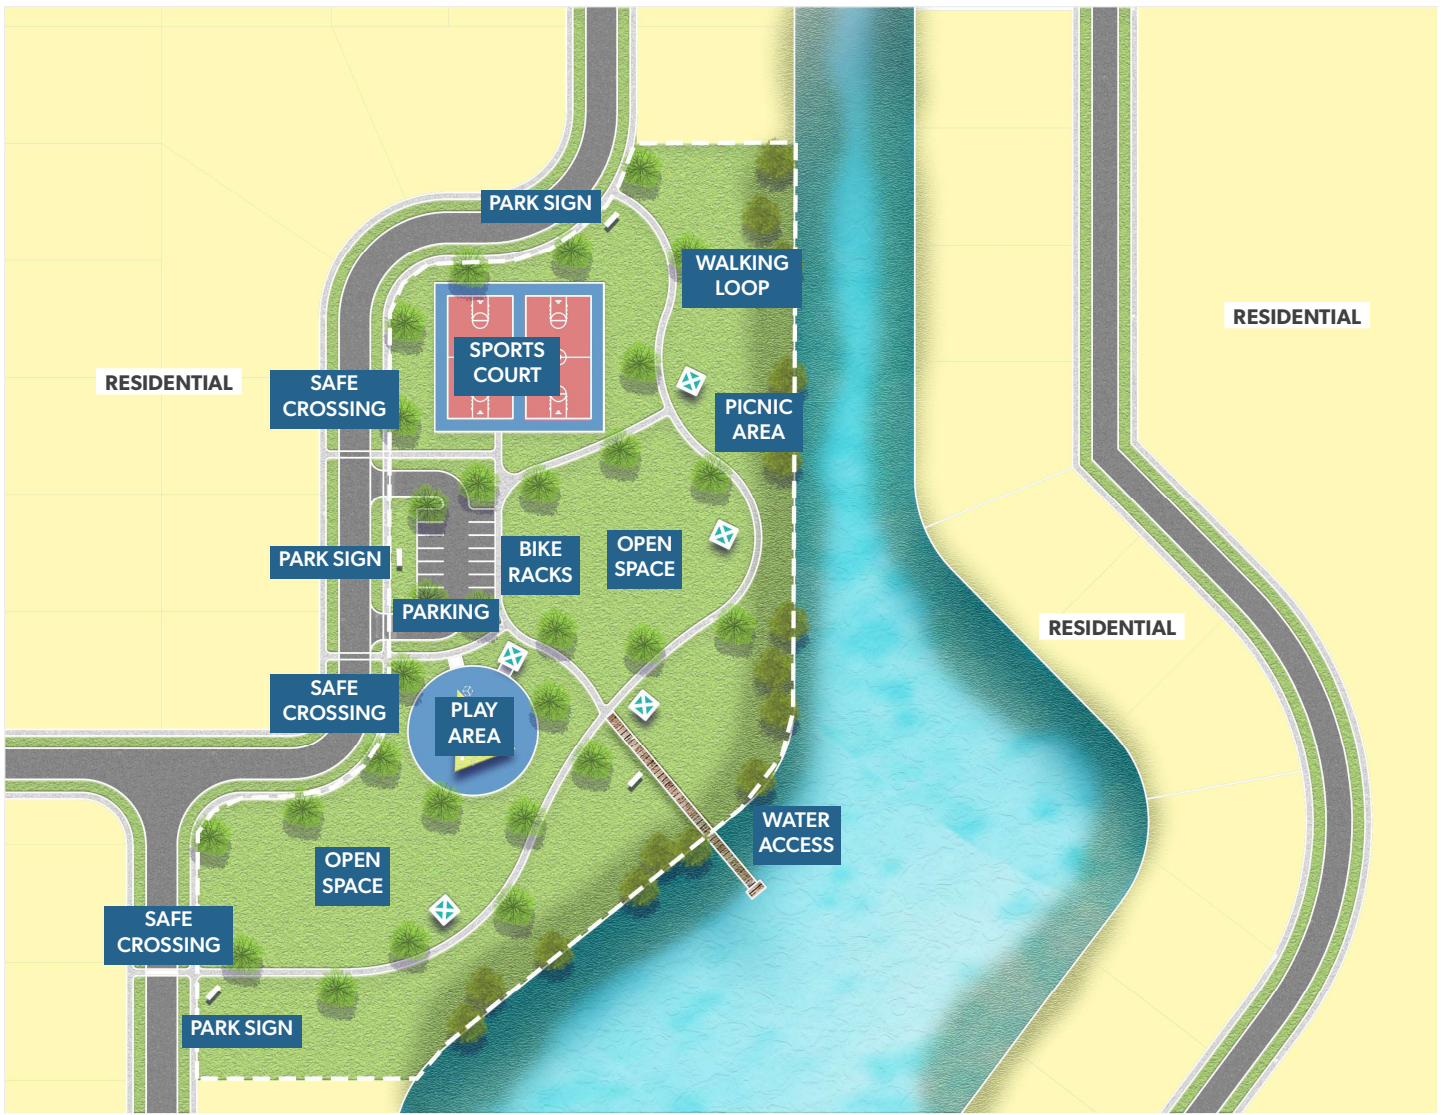 PARK SIGN
WALKING
LOOP
RESIDENTIAL
SPORTS
COURT
RESIDENTIAL
SAFE
CROSSING
PICNIC
AREA
PARK SIGN
BIKE
RACKS
OPEN
SPACE
PARKING
RESIDENTIAL
SAFE
CROSSING
PLAY
AREA
WATER
ACCESS
OPEN
SPACE
SAFE
CROSSING
PARK SIGN